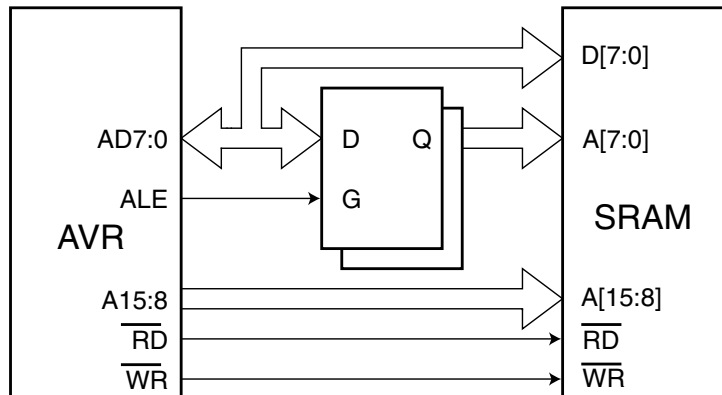 D[7:0]
AD7:0
D
Q
A[7:0]
ALE
G
AVR
SRAM
A15:8
A[15:8]
RD
RD
WR
WR